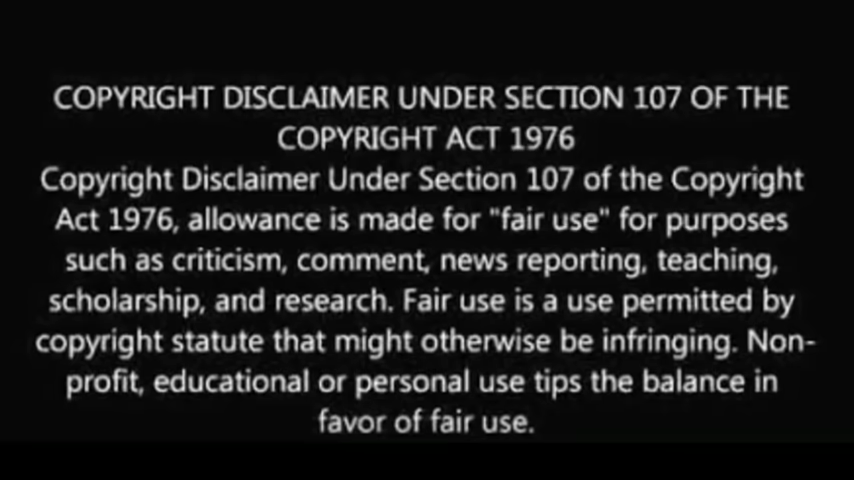 COPYRIGHT DISCLAIMER UNDER SECTION 107 OF THE
COPYRIGHT ACT 1976
Copyright Disclaimer Under Section 107 of the Copyright
Act 1976, allowance is made for "fair use" for purposes
such as criticism, comment, news reporting, teaching,
scholarship, and research. Fair use is a use permitted by
copyright statute that might otherwise be infringing. Non-
profit, educational or personal use tips the balance in
favor of fair use.